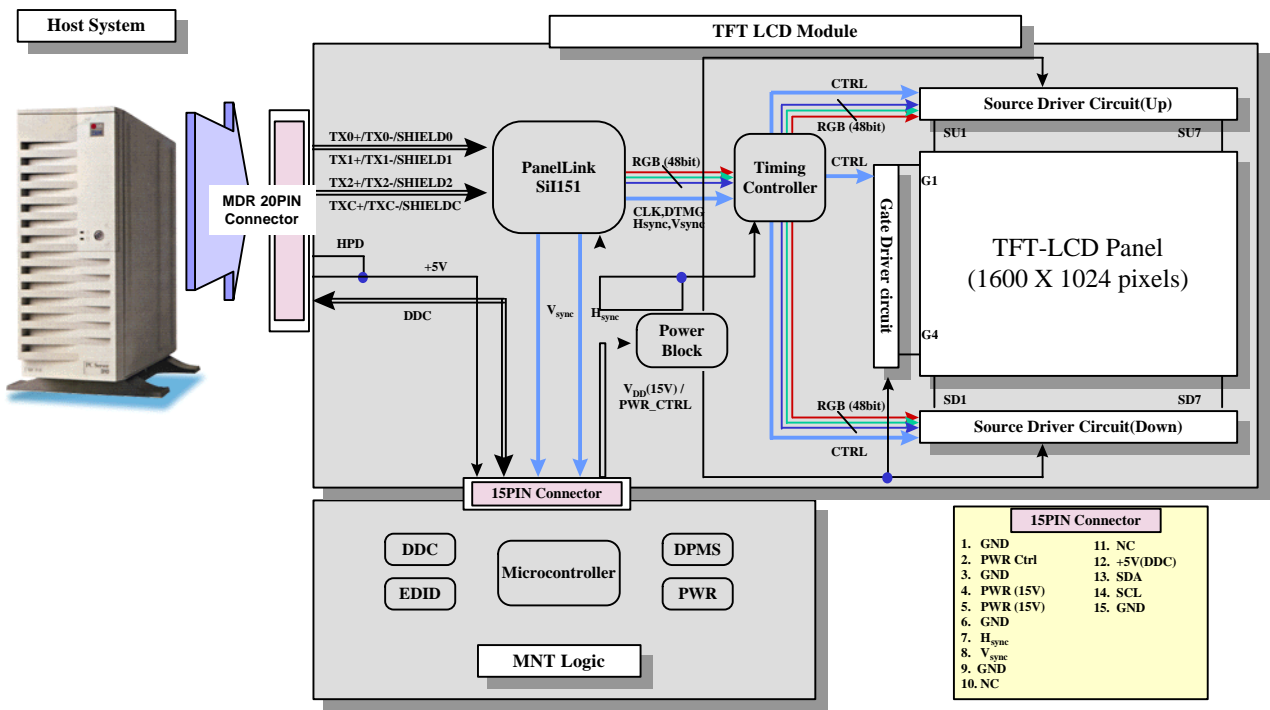 Host System
TFT LCD Module
CTRL
Source Driver Circuit(Up)
RGB (48bit)
SU1
SU7
TX0+/TX0-/SHIELD0
TX1+/TX1-/SHIELD1
TX2+/TX2-/SHIELD2
TXC+/TXC-/SHIELDC
PanelLink
SiI151
RGB (48bit)
CLK,DTMG
Hsync,Vsync
Timing
Controller
CTRL
G1
Gate Driver circuit
G4
TFT-LCD Panel
(1600 X 1024 pixels)
MDR 20PIN
Connector
HPD
+5V
DDC
Vsync
Hsync
Power
Block
VDD(15V) /
PWR_CTRL
RGB (48bit)
CTRL
SD1
SD7
Source Driver Circuit(Down)
15PIN Connector
DDC
EDID
Microcontroller
DPMS
PWR
MNT Logic
15PIN Connector
1. GND
2. PWR Ctrl
3. GND
4. PWR (15V)
5. PWR (15V)
6. GND
7. Hsync
8. Vsync
9. GND
10. NC
11. NC
12. +5V(DDC)
13. SDA
14. SCL
15. GND